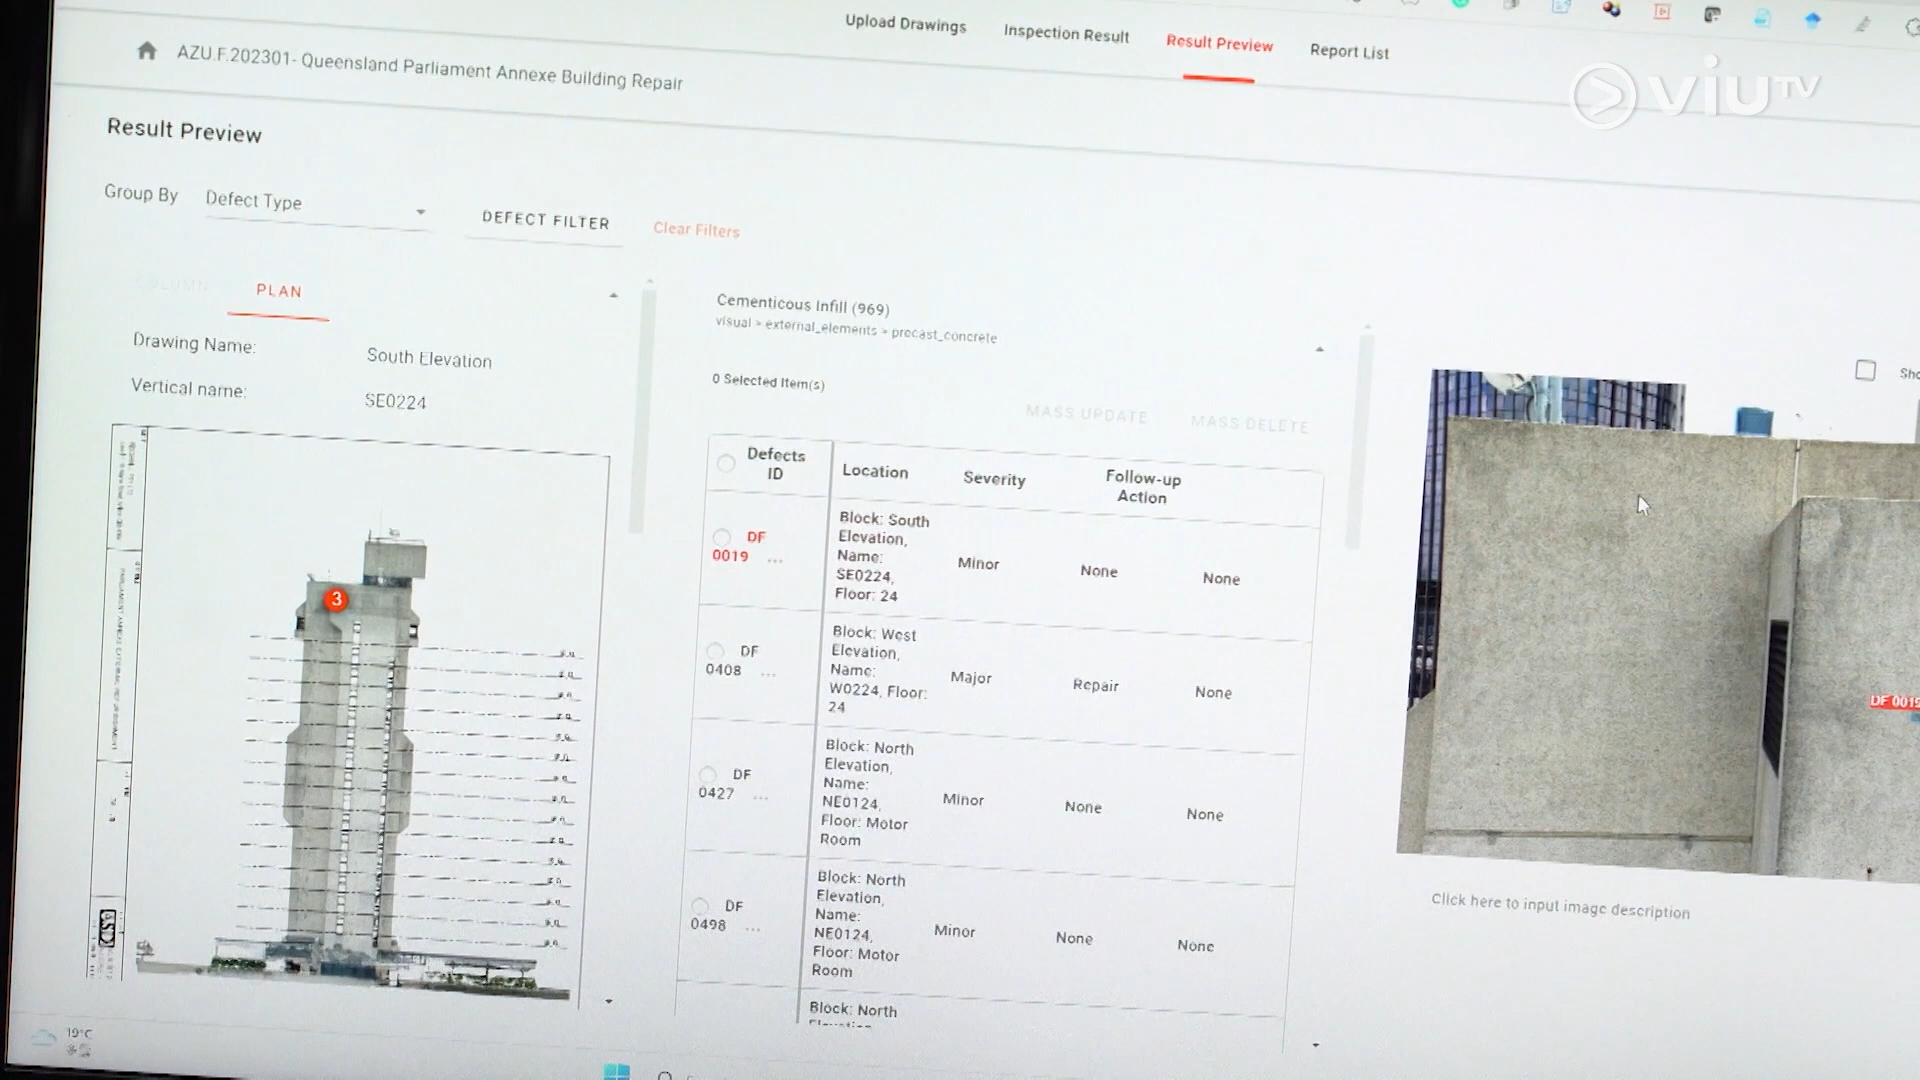 Upload Drawings
Inspection Result
Result Preview
Report List
AZU.F.202301- Queensland Parliament Annexe Building Repair
viuTV
Result Preview
Group By
Defect Type
DEFECT FILTER
Clear Filters
COLUMN
PLAN
Drawing Name:
South Elevation
Vertical name:
SE0224
3
Cementicous Infill (969)
visual > external_elements > precast_concrete
0 Selected Item(s)
MASS UPDATE
MASS DELETE
Defects
ID
Location
Severity
Follow-up
Action
DF
0019 ...
Block: South
Elevation,
Name:
SE0224,
Floor: 24
Minor
None
None
DF
0408 ...
Block: West
Elevation,
Name:
W0224, Floor:
24
Major
Repair
None
DF
0427 ...
Block: North
Elevation,
Name:
NE0124,
Floor: Motor
Room
Minor
None
None
DF
0498 ...
Block: North
Elevation,
Name:
NE0124,
Floor: Motor
Room
Minor
None
None
Block: North
Sho
DF 0019
Click here to input image description
19°C